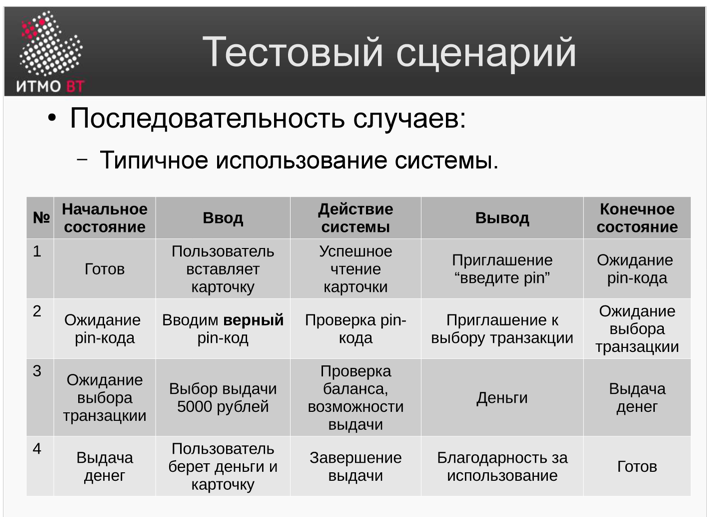 Тестовый сценарий
ИТМО ВТ
• Последовательность случаев:
– Типичное использование системы.
№ Начальное состояние Ввод Действие системы Вывод Конечное состояние
1 Готов Пользователь вставляет карточку Успешное чтение карточки Приглашение “введите pin” Ожидание pin-кода
2 Ожидание pin-кода Вводим верный pin-код Проверка pin-кода Приглашение к выбору транзакции Ожидание выбора транзацкии
3 Ожидание выбора транзацкии Выбор выдачи 5000 рублей Проверка баланса, возможности выдачи Деньги Выдача денег
4 Выдача денег Пользователь берет деньги и карточку Завершение выдачи Благодарность за использование Готов